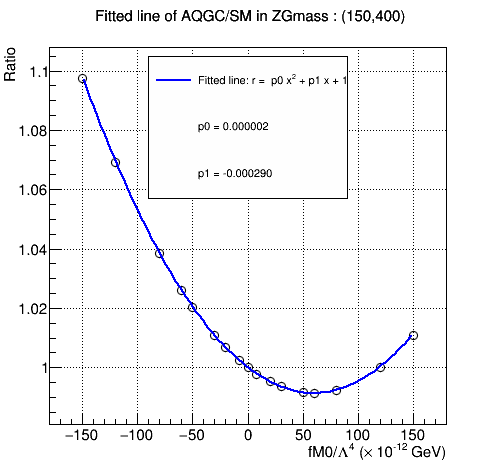 Fitted line of AQGC/SM in ZGmass : (150,400)
Ratio
Fitted line: r = p0 x² + p1 x + 1
p0 = 0.000002
p1 = -0.000290
1.1
1.08
1.06
1.04
1.02
1
−150 −100 −50 0 50 100 150
fM0/Λ⁴ (× 10⁻¹² GeV)